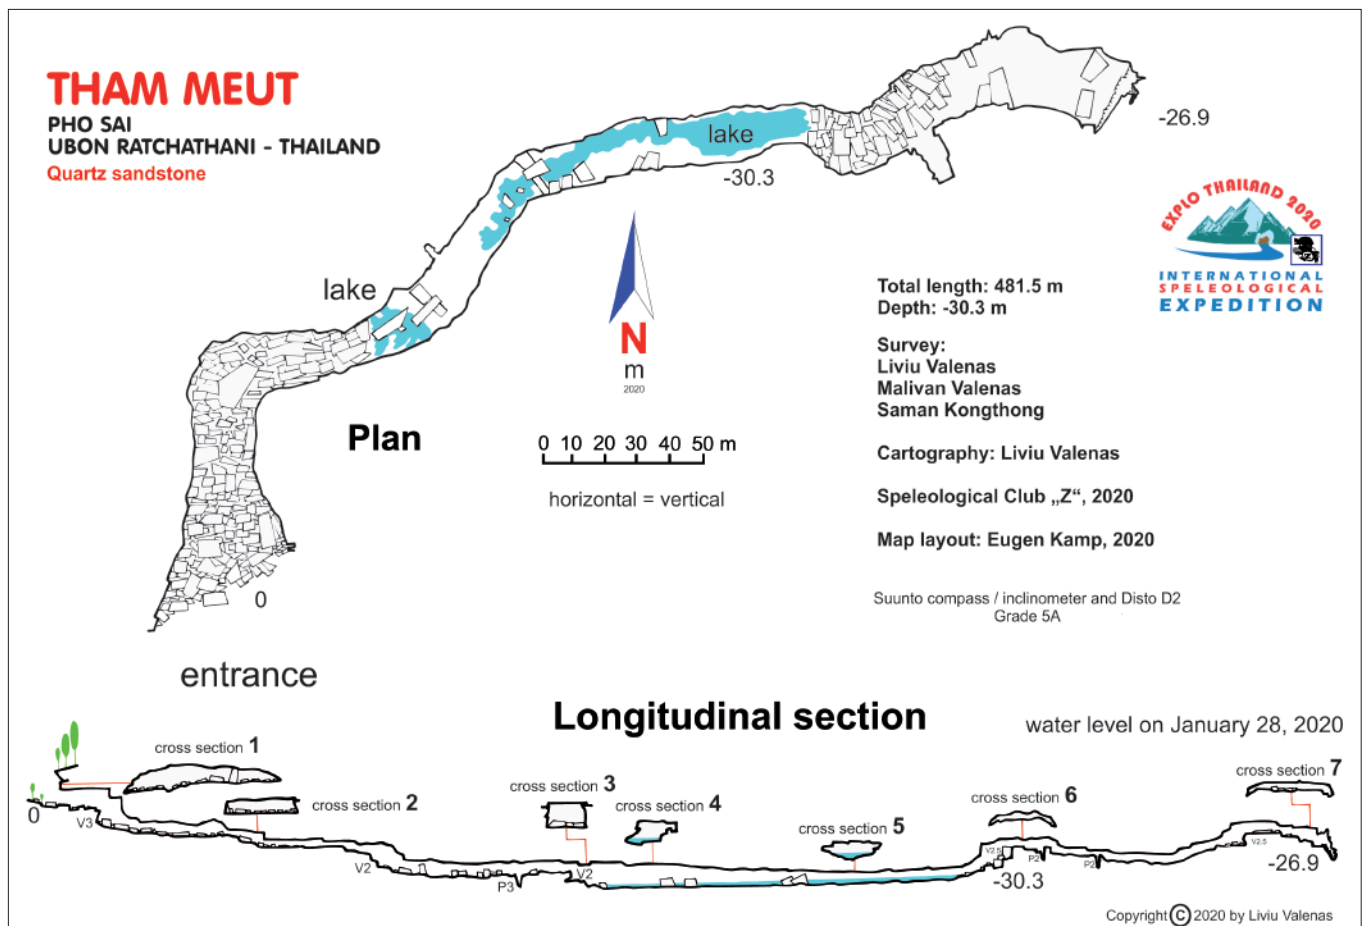 THAM MEUT
PHO SAI
UBON RATCHATHANI - THAILAND
Quartz sandstone
lake
-30.3
-26.9
lake
EXPLO THAILAND 2020
INTERNATIONAL
SPELEOLOGICAL
EXPEDITION
N
m
2020
Total length: 481.5 m
Depth: -30.3 m
Survey:
Liviu Valenas
Malivan Valenas
Saman Kongthong
Cartography: Liviu Valenas
Speleological Club „Z“, 2020
Map layout: Eugen Kamp, 2020
Suunto compass / inclinometer and Disto D2
Grade 5A
Plan
0 10 20 30 40 50 m
horizontal = vertical
0
entrance
Longitudinal section
water level on January 28, 2020
cross section 1
cross section 2
cross section 3
cross section 4
cross section 5
cross section 6
cross section 7
0
V3
V2
P3
V2
V2.5
P2
P2
V2.5
-30.3
-26.9
Copyright © 2020 by Liviu Valenas